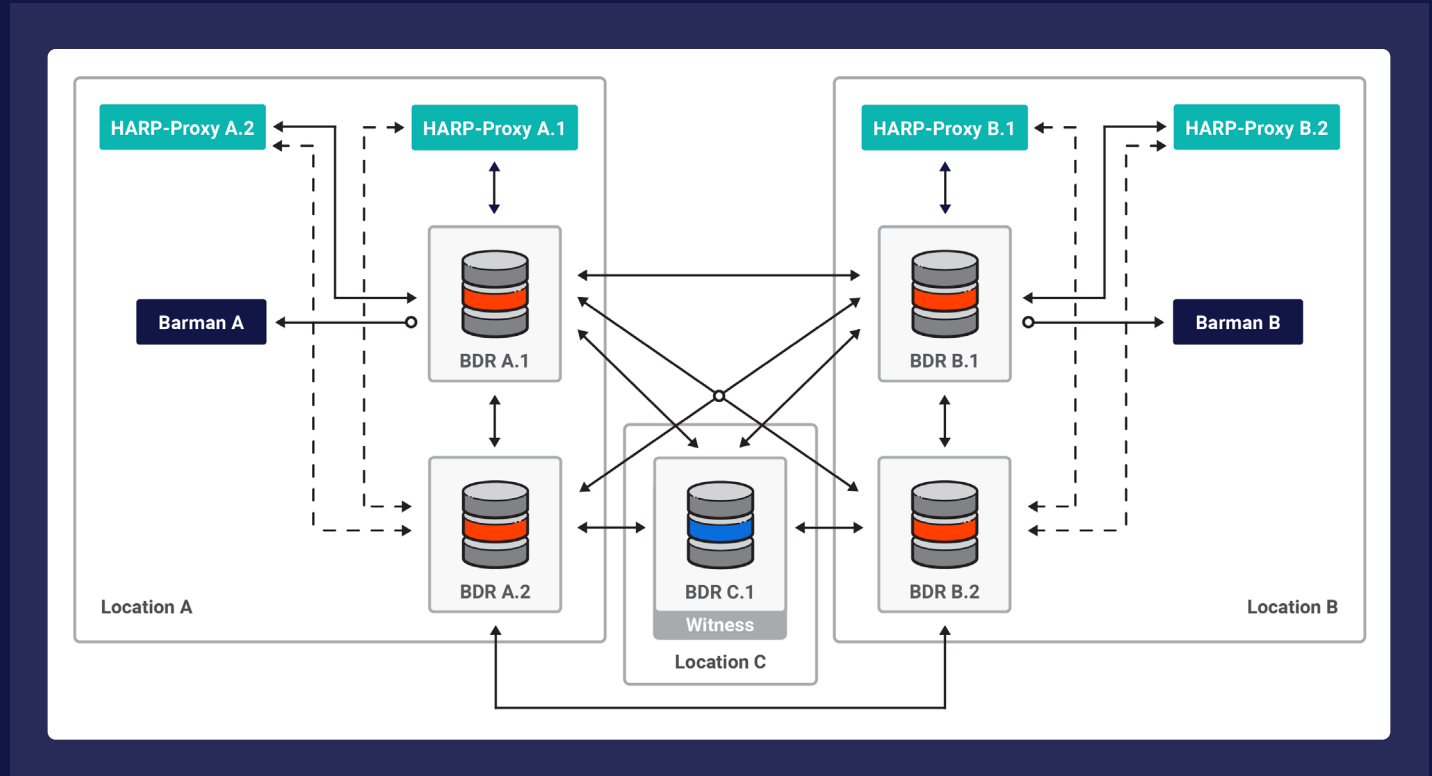 HARP-Proxy A.2
HARP-Proxy A.1
HARP-Proxy B.1
HARP-Proxy B.2
Barman A
BDR A.1
BDR B.1
Barman B
BDR A.2
BDR C.1
BDR B.2
Witness
Location A
Location B
Location C